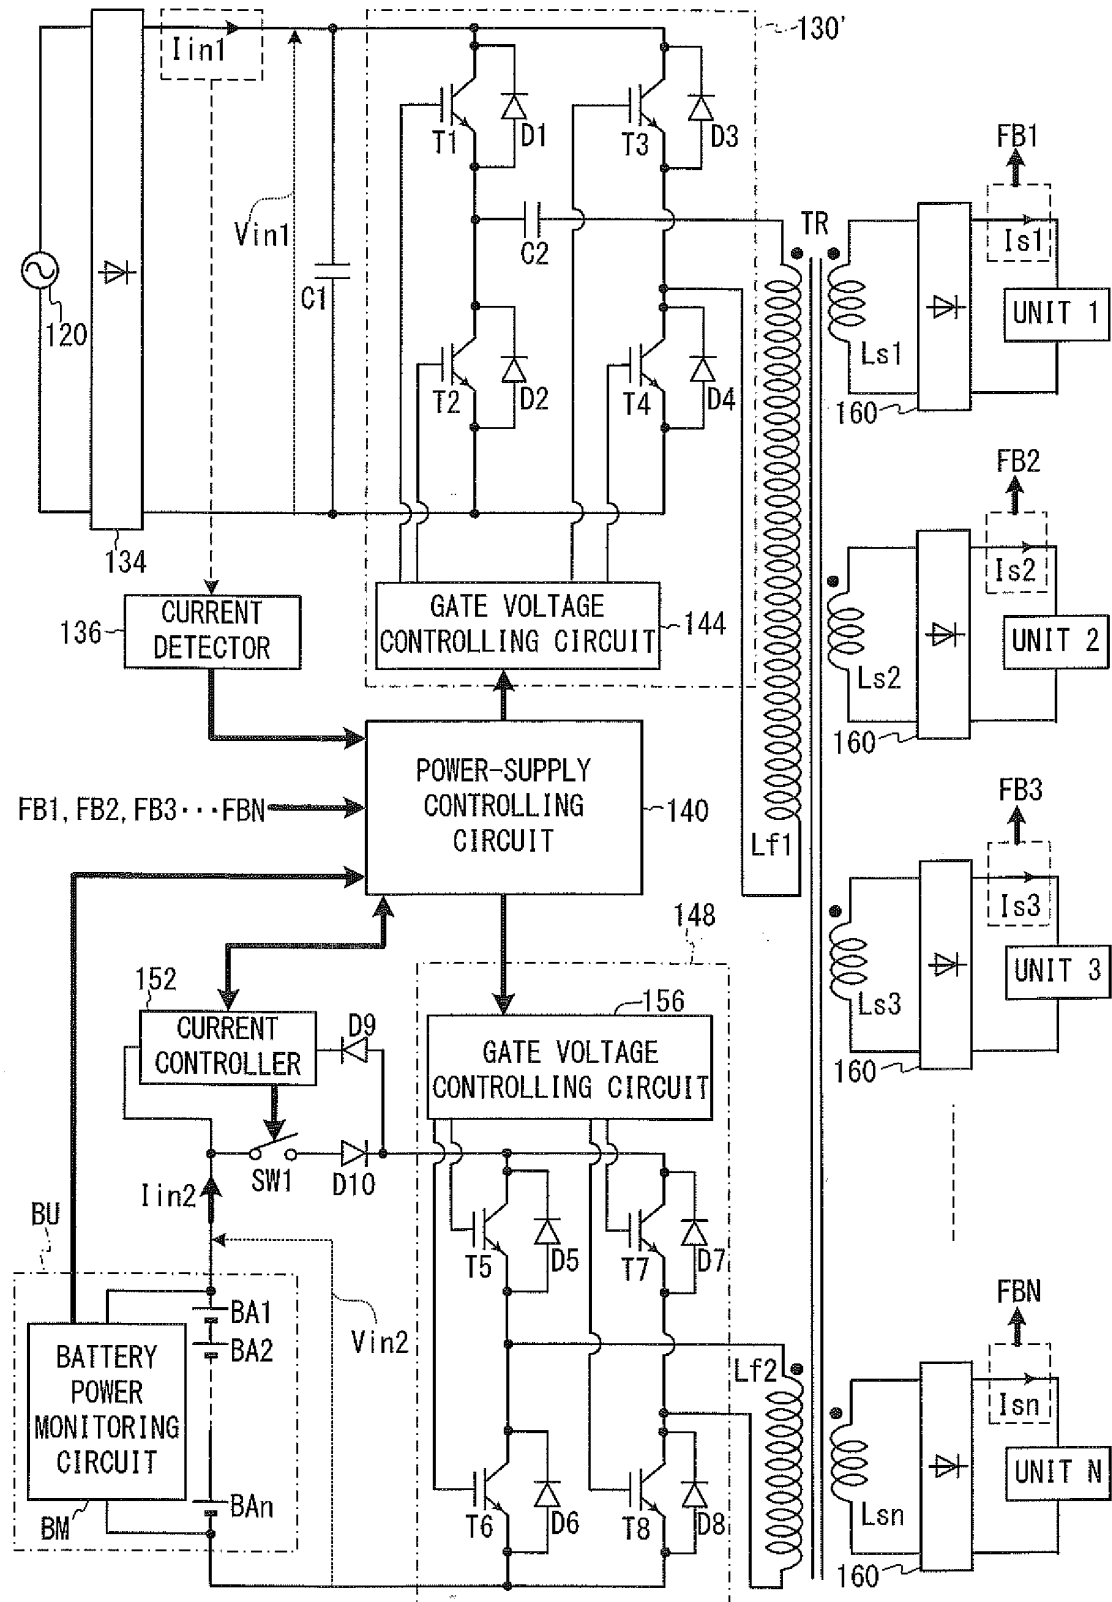 130'
Iin1
T1
D1
T3
D3
FB1
Vin1
C2
TR
Is1
C1
120
UNIT 1
Ls1
T2
D2
T4
D4
160
FB2
134
Is2
CURRENT
DETECTOR
136
GATE VOLTAGE
CONTROLLING CIRCUIT
144
UNIT 2
Ls2
160
POWER-SUPPLY
CONTROLLING
CIRCUIT
140
FB1, FB2, FB3···FBN
FB3
Lf1
Is3
148
152
UNIT 3
Ls3
156
CURRENT
CONTROLLER
D9
GATE VOLTAGE
CONTROLLING CIRCUIT
160
SW1
D10
Iin2
BU
T5
D5
T7
D7
FBN
BA1
Vin2
BA2
Lf2
Isn
BATTERY
POWER
MONITORING
CIRCUIT
UNIT N
BAn
Lsn
BM
T6
D6
T8
D8
160